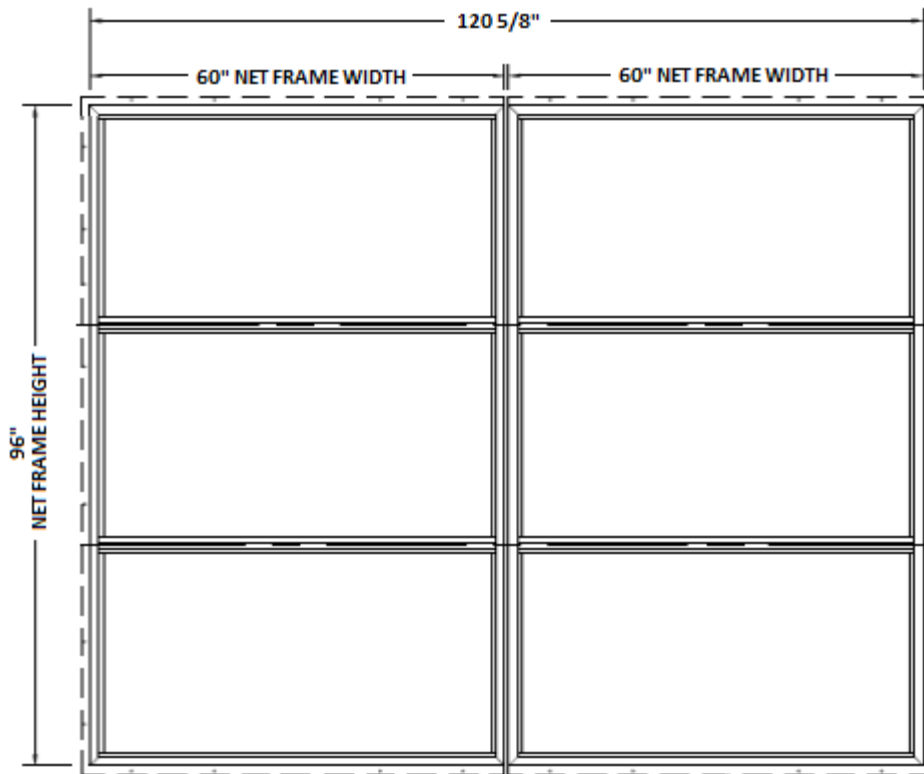 120 5/8"
60" NET FRAME WIDTH
60" NET FRAME WIDTH
96"
NET FRAME HEIGHT